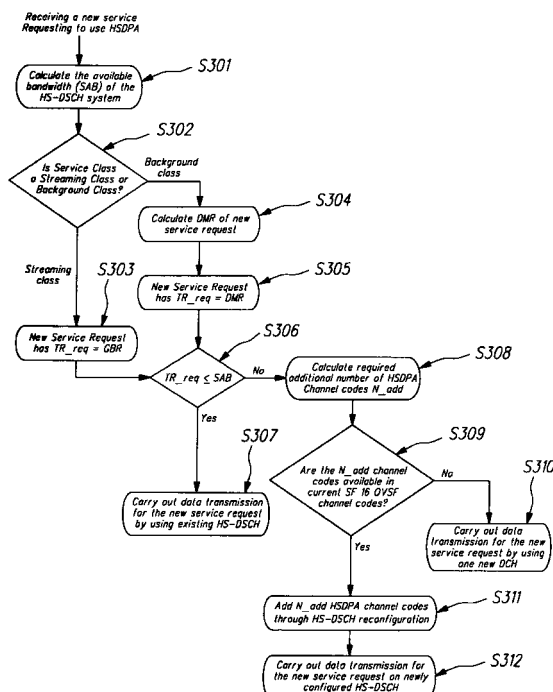 Receiving a new service
Requesting to use HSDPA
S301
Calculate the available
bandwidth (SAB) of the
HS-DSCH system
S302
Is Service Class
a Streaming Class or
Background Class?
Background
class
S304
Calculate DMR of new
service request
S303
Streaming
class
S305
New Service Request
has TR_req = DMR
New Service Request
has TR_req = GBR
S306
TR_req ≤ SAB
No
S308
Calculate required
additional number of HSDPA
Channel codes N_add
Yes
S307
Carry out data transmission
for the new service request
by using existing HS-DSCH
S309
Are the N_add channel
codes available in
current SF 16 OVSF
channel codes?
No
S310
Carry out data
transmission for the new
service request by using
one new DCH
Yes
S311
Add N_add HSDPA channel codes
through HS-DSCH reconfiguration
S312
Carry out data transmission for
the new service request on newly
configured HS-DSCH